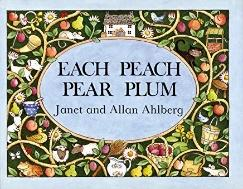 EACH PEACH
PEAR PLUM
Janet and Allan Ahlberg